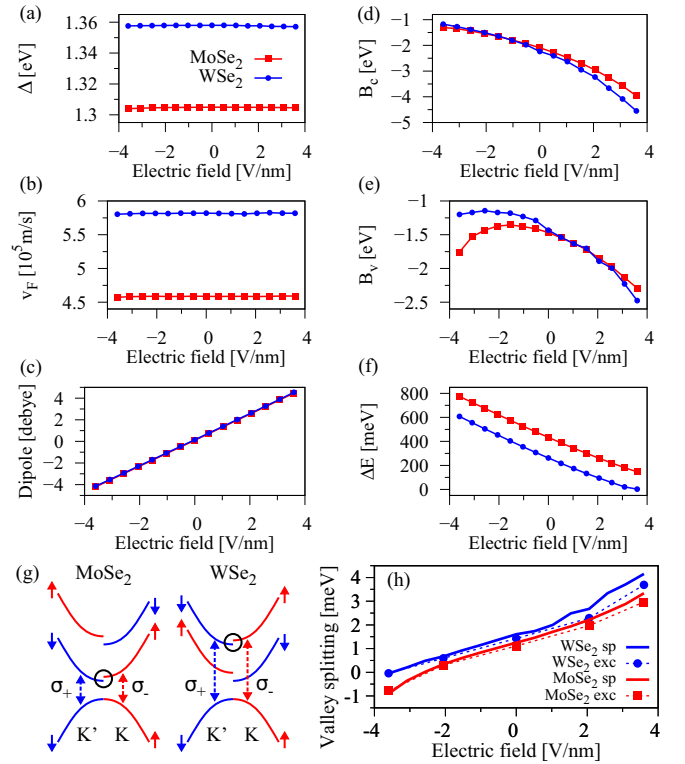 (a)
Δ [eV]
1.36
1.33
1.3
MoSe2
WSe2
−4 −2 0 2 4
Electric field [V/nm]
(b)
vF [10^5 m/s]
6
5.5
5
4.5
−4 −2 0 2 4
Electric field [V/nm]
(c)
Dipole [debye]
4
2
0
−2
−4
−4 −2 0 2 4
Electric field [V/nm]
(d)
Bc [eV]
−1
−2
−3
−4
−5
−4 −2 0 2 4
Electric field [V/nm]
(e)
Bv [eV]
−1
−1.5
−2
−2.5
−4 −2 0 2 4
Electric field [V/nm]
(f)
ΔE [meV]
800
600
400
200
0
−4 −2 0 2 4
Electric field [V/nm]
(g)
MoSe2 WSe2
σ+ σ- σ+ σ-
K' K K' K
(h)
Valley splitting [meV]
4
3
2
1
0
-1
WSe2 sp
WSe2 exc
MoSe2 sp
MoSe2 exc
-4 -2 0 2 4
Electric field [V/nm]